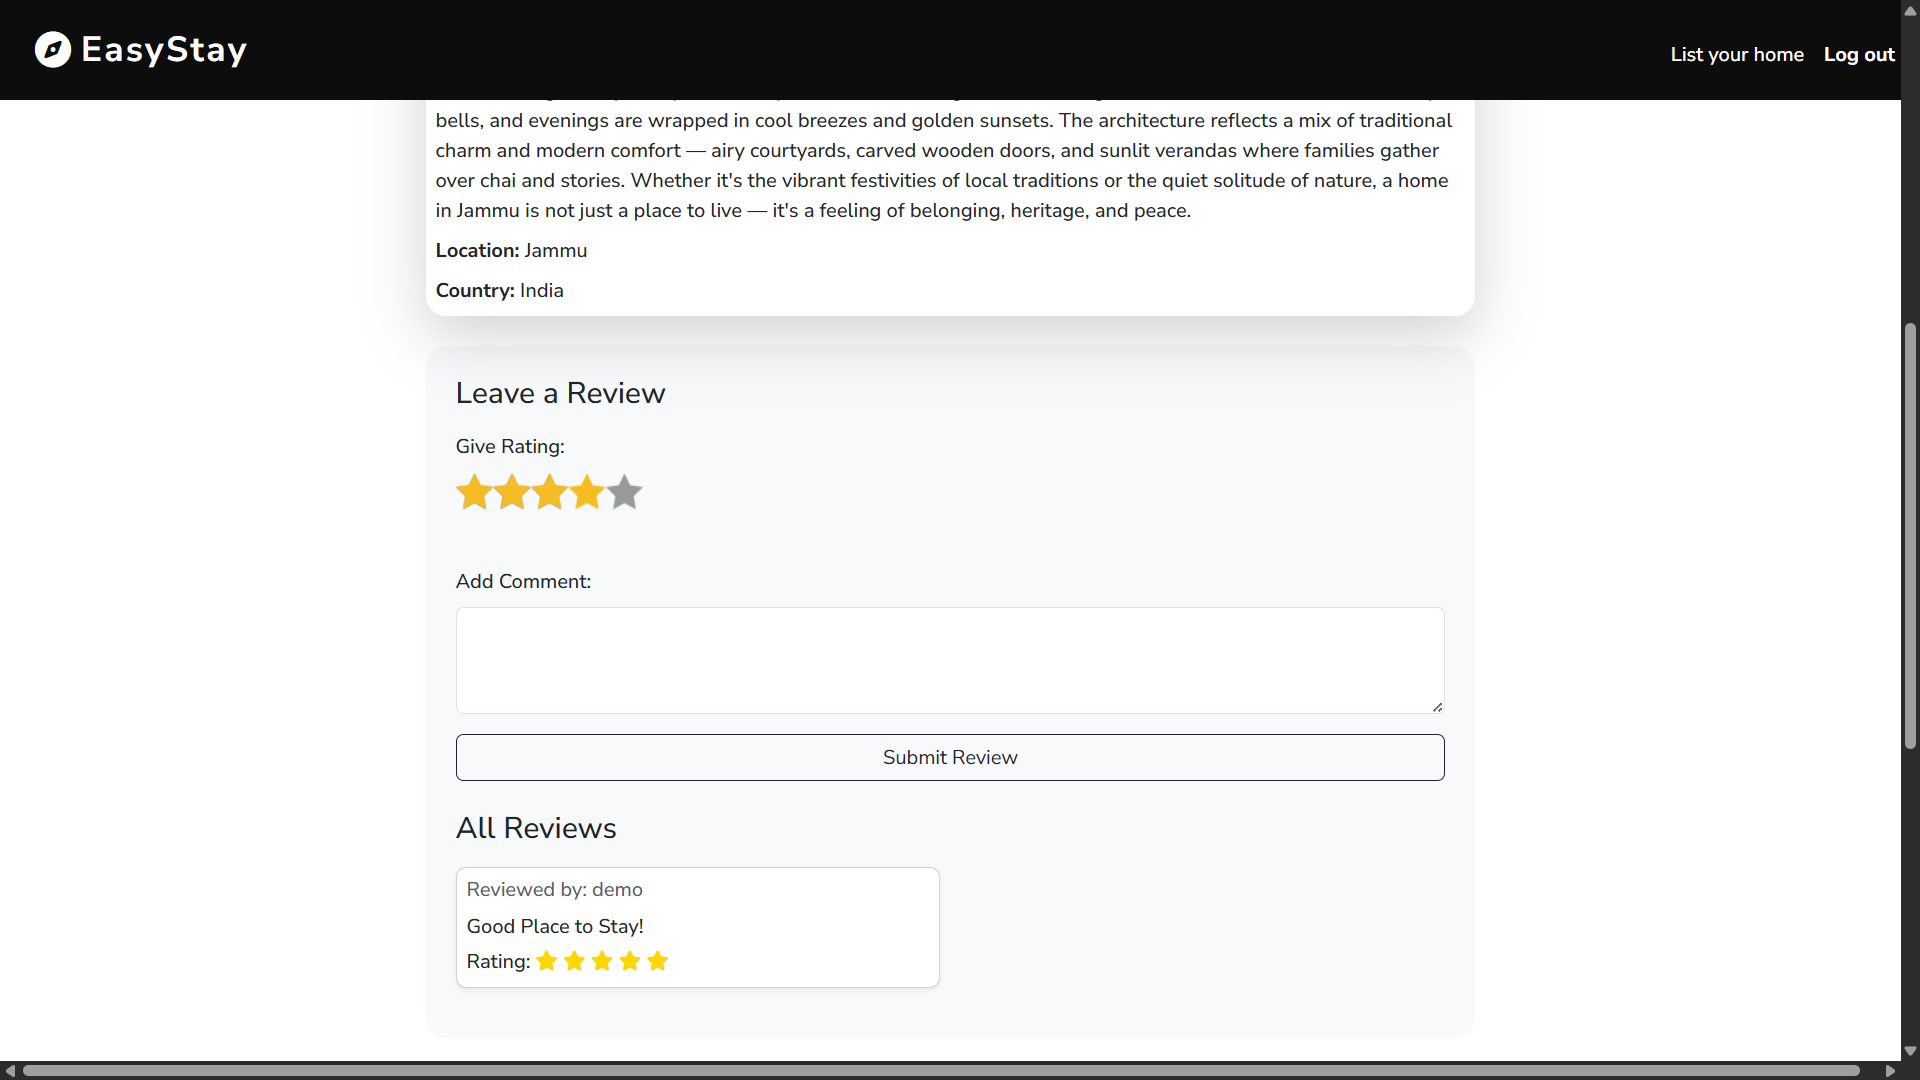 EasyStay
List your home
Log out
bells, and evenings are wrapped in cool breezes and golden sunsets. The architecture reflects a mix of traditional
charm and modern comfort — airy courtyards, carved wooden doors, and sunlit verandas where families gather
over chai and stories. Whether it's the vibrant festivities of local traditions or the quiet solitude of nature, a home
in Jammu is not just a place to live — it's a feeling of belonging, heritage, and peace.
Location: Jammu
Country: India
Leave a Review
Give Rating:
Add Comment:
Submit Review
All Reviews
Reviewed by: demo
Good Place to Stay!
Rating: